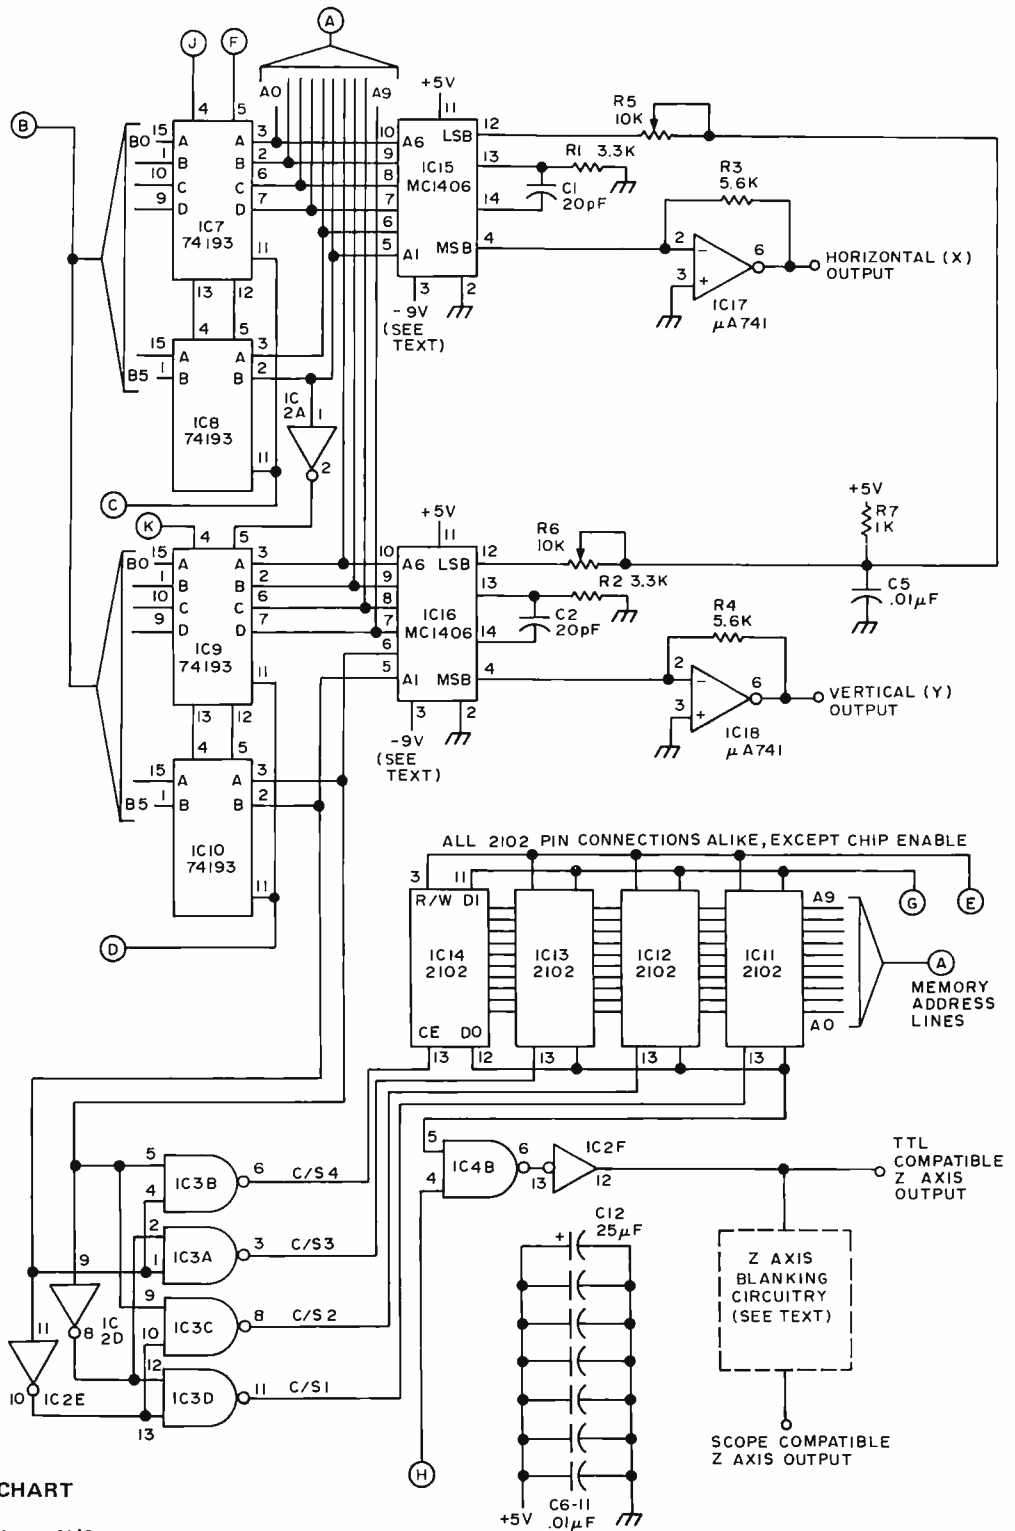 A
J F
A0 A9
+5V
B
4 5 11
R5
10K
15 3 10 12
B0 A A A6 LSB
1 B B 2 9 IC15 13 R1 3.3K
10 C C 6 8 MC1406 C1
20pF
9 D D 7 7 14
R3
5.6K
IC7
74193
6
11 5 A1 MSB 4 2 − 6
HORIZONTAL (X)
OUTPUT
3 +
IC17
µA741
13 12 3 2
-9V
(SEE
TEXT)
4 5
15 A A 3
B5 1 B B 2
IC
2A 1
IC8
74193
2
11
C
K
+5V
+5V
R7
1K
4 5 11
R6
10K
B0 15 A A 3 10 A6 LSB 12
1 B B 2 9 13 R2 3.3K
10 C C 6 8 IC16 C2
20pF
C5
.01µF
9 D D 7 7 MC1406 14
R4
5.6K
IC9
74193
6
11 5 A1 MSB 4 2 − 6
VERTICAL (Y)
OUTPUT
3 +
IC18
µA741
13 12 3 2
-9V
(SEE
TEXT)
4 5
15 A A 3
B5 1 B B 2
IC10
74193
11
D
ALL 2102 PIN CONNECTIONS ALIKE, EXCEPT CHIP ENABLE
3 11
R/W DI A9 G E
IC14
2102
IC13
2102
IC12
2102
IC11
2102
A
MEMORY
ADDRESS
LINES
CE DO A0
13 12 13 13 13
5 IC4B 6 13 IC2F 12
4
TTL
COMPATIBLE
Z AXIS
OUTPUT
5 IC3B 6 C/S4
4
2 IC3A 3 C/S3
1
9
9 IC3C 8 C/S2
10
IC
2D 8
11
12 IC3D 11 C/S1
13
10 IC2E
C12
25µF
+
Z AXIS
BLANKING
CIRCUITRY
(SEE TEXT)
SCOPE COMPATIBLE
Z AXIS OUTPUT
H
+5V C6-11
.01µF
CHART